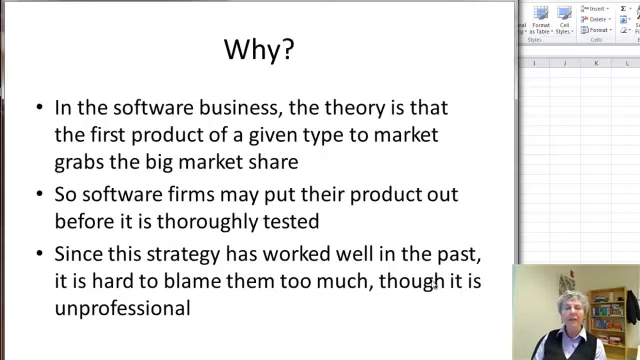 Why?
• In the software business, the theory is that
the first product of a given type to market
grabs the big market share
• So software firms may put their product out
before it is thoroughly tested
• Since this strategy has worked well in the past,
it is hard to blame them too much, though it is
unprofessional
Format
as Table
Cell
Styles
Styles
Insert
Delete
Format
Cells
I J K L